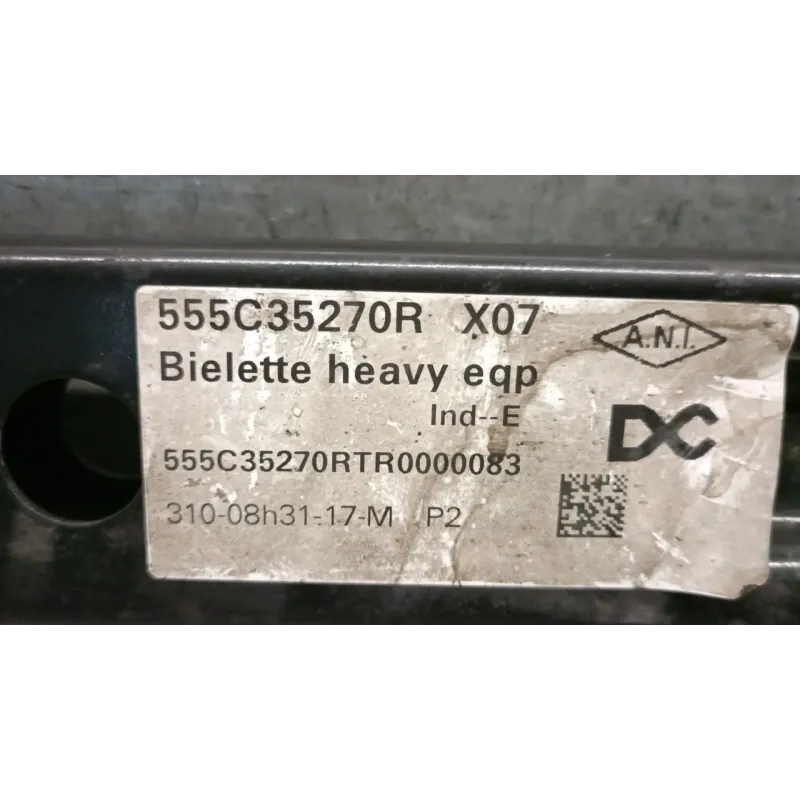 555C35270R X07
A.N.I.
Bielette heavy eqp
Ind--E
DC
555C35270RTR0000083
310-08h31-17-M P2